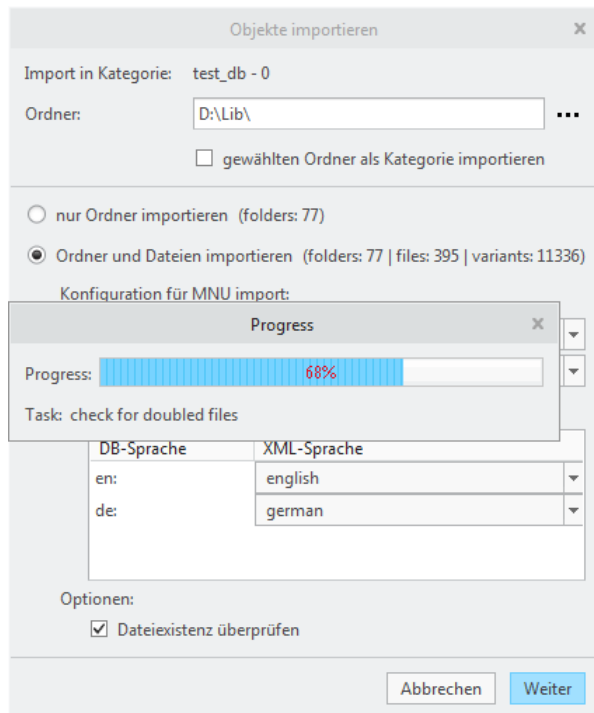 Objekte importieren
Import in Kategorie: test_db - 0
Ordner: D:\Lib\ ...
gewählten Ordner als Kategorie importieren
nur Ordner importieren (folders: 77)
Ordner und Dateien importieren (folders: 77 | files: 395 | variants: 11336)
Konfiguration für MNU import:
Progress
Progress: 68%
Task: check for doubled files
DB-Sprache XML-Sprache
en: english
de: german
Optionen:
Dateiexistenz überprüfen
Abbrechen Weiter